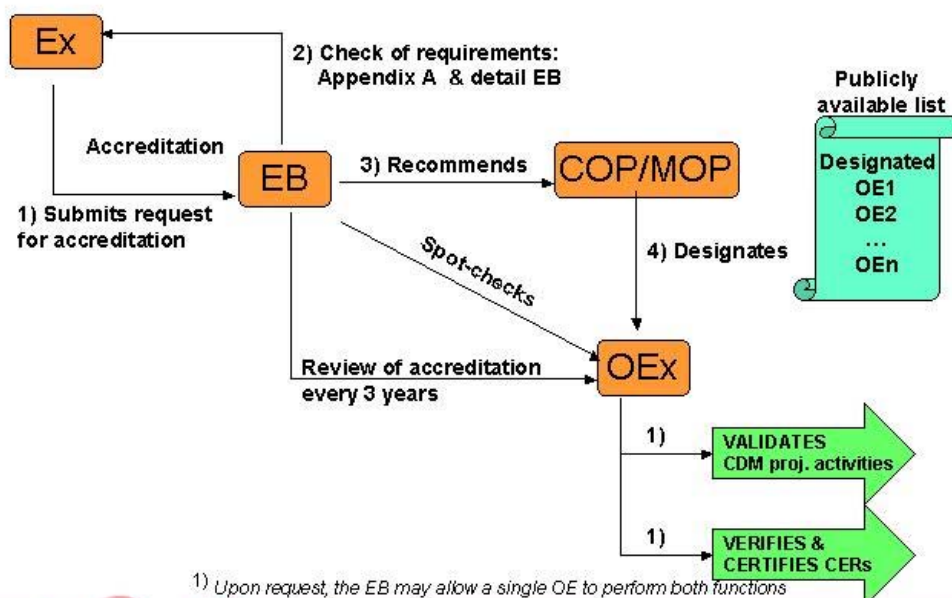 Ex
2) Check of requirements:
Appendix A & detail EB
Publicly
available list
Accreditation
EB
3) Recommends
COP/MOP
Designated
OE1
OE2
...
OEn
1) Submits request
for accreditation
4) Designates
Spot-checks
Review of accreditation
every 3 years
OEx
1)
VALIDATES
CDM proj. activities
1)
VERIFIES &
CERTIFIES CERs
1) Upon request, the EB may allow a single OE to perform both functions